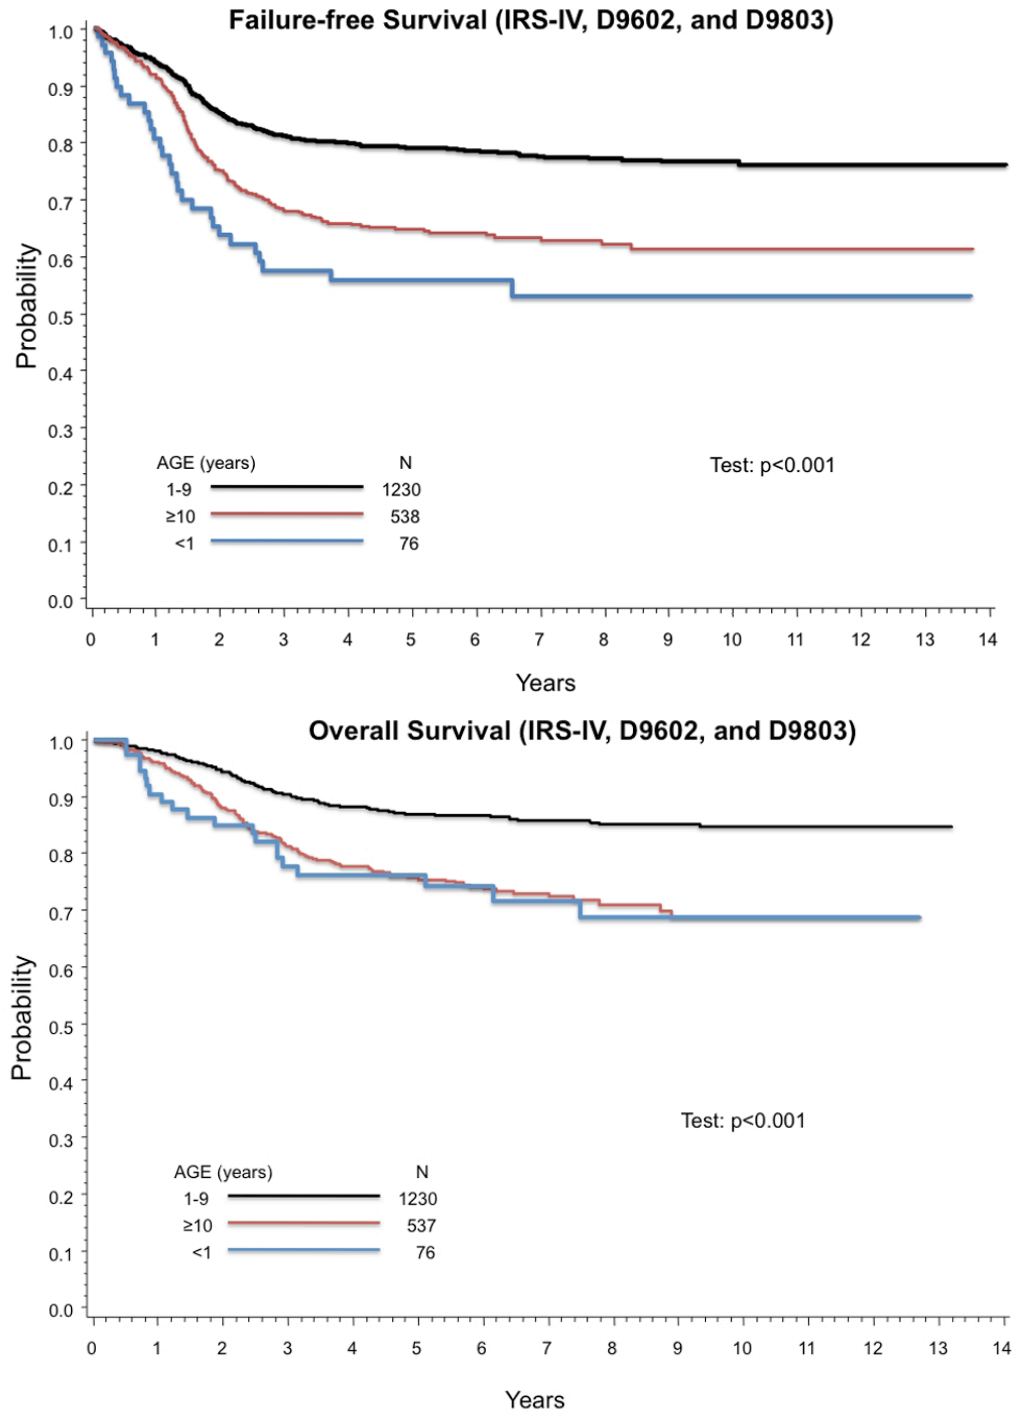 Failure-free Survival (IRS-IV, D9602, and D9803)
1.0
0.9
0.8
0.7
0.6
0.5
0.4
0.3
0.2
0.1
0.0
Probability
AGE (years) N
1-9 1230
≥10 538
<1 76
Test: p<0.001
0 1 2 3 4 5 6 7 8 9 10 11 12 13 14
Years
Overall Survival (IRS-IV, D9602, and D9803)
1.0
0.9
0.8
0.7
0.6
0.5
0.4
0.3
0.2
0.1
0.0
Probability
Test: p<0.001
AGE (years) N
1-9 1230
≥10 537
<1 76
0 1 2 3 4 5 6 7 8 9 10 11 12 13 14
Years